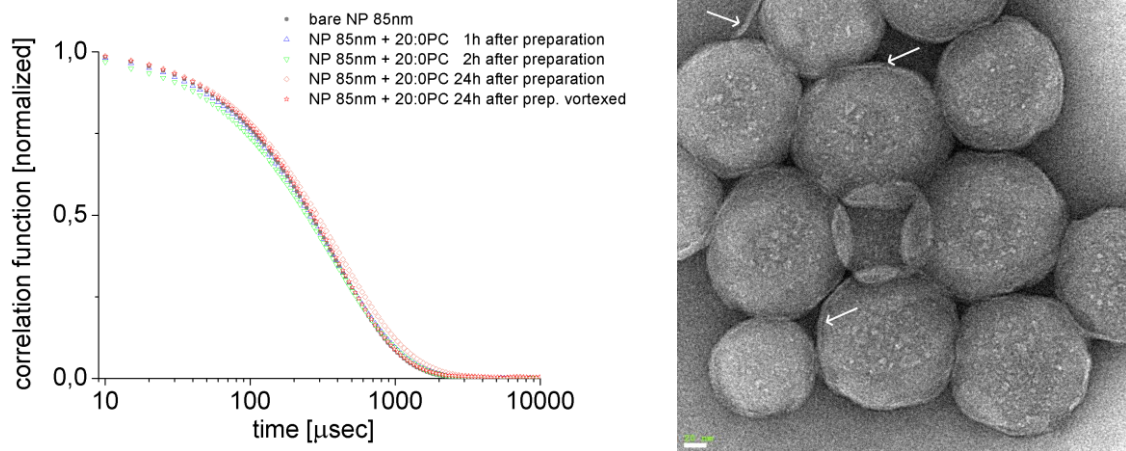 bare NP 85nm
NP 85nm + 20:0PC 1h after preparation
NP 85nm + 20:0PC 2h after preparation
NP 85nm + 20:0PC 24h after preparation
NP 85nm + 20:0PC 24h after prep. vortexed
correlation function [normalized]
1,0
0,5
0,0
10 100 1000 10000
time [μsec]